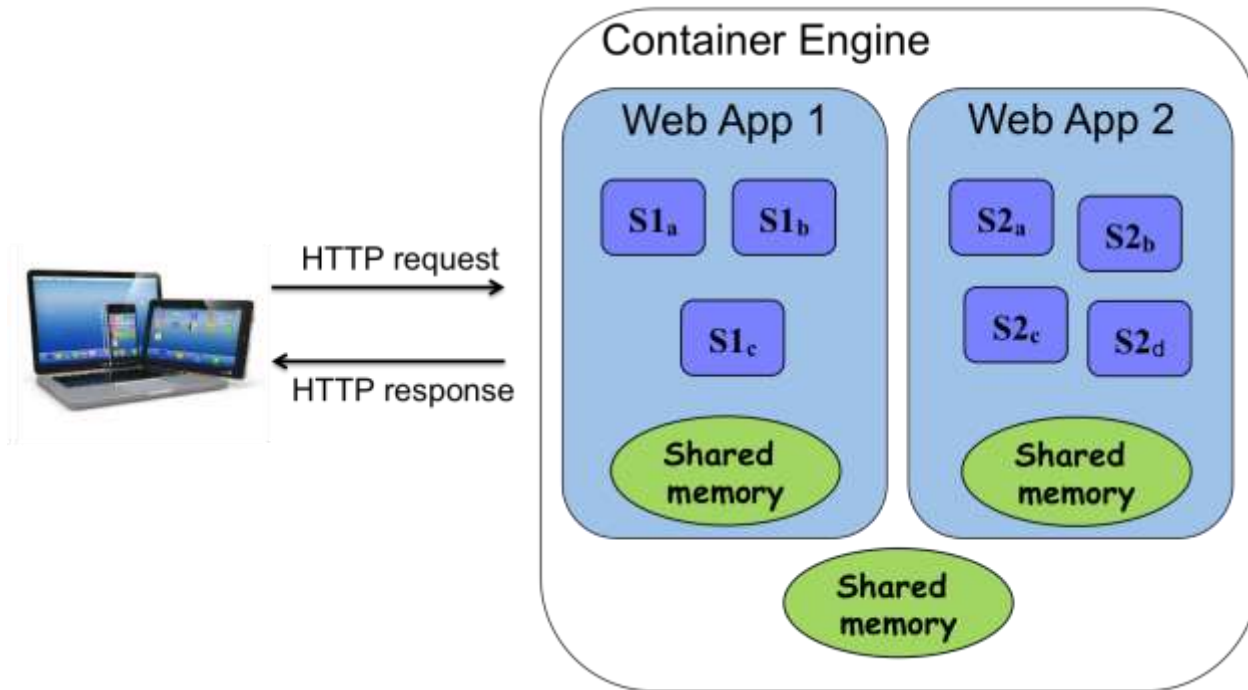 Container Engine
Web App 1
Web App 2
S1a
S1b
S2a
S2b
HTTP request
S1c
S2c
S2d
HTTP response
Shared
memory
Shared
memory
Shared
memory